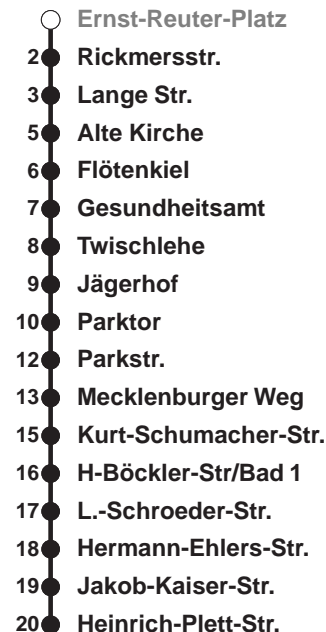 Ernst-Reuter-Platz
2 Rickmersstr.
3 Lange Str.
5 Alte Kirche
6 Flötenkiel
7 Gesundheitsamt
8 Twischlehe
9 Jägerhof
10 Parktor
12 Parkstr.
13 Mecklenburger Weg
15 Kurt-Schumacher-Str.
16 H-Böckler-Str/Bad 1
17 L.-Schroeder-Str.
18 Hermann-Ehlers-Str.
19 Jakob-Kaiser-Str.
20 Heinrich-Plett-Str.